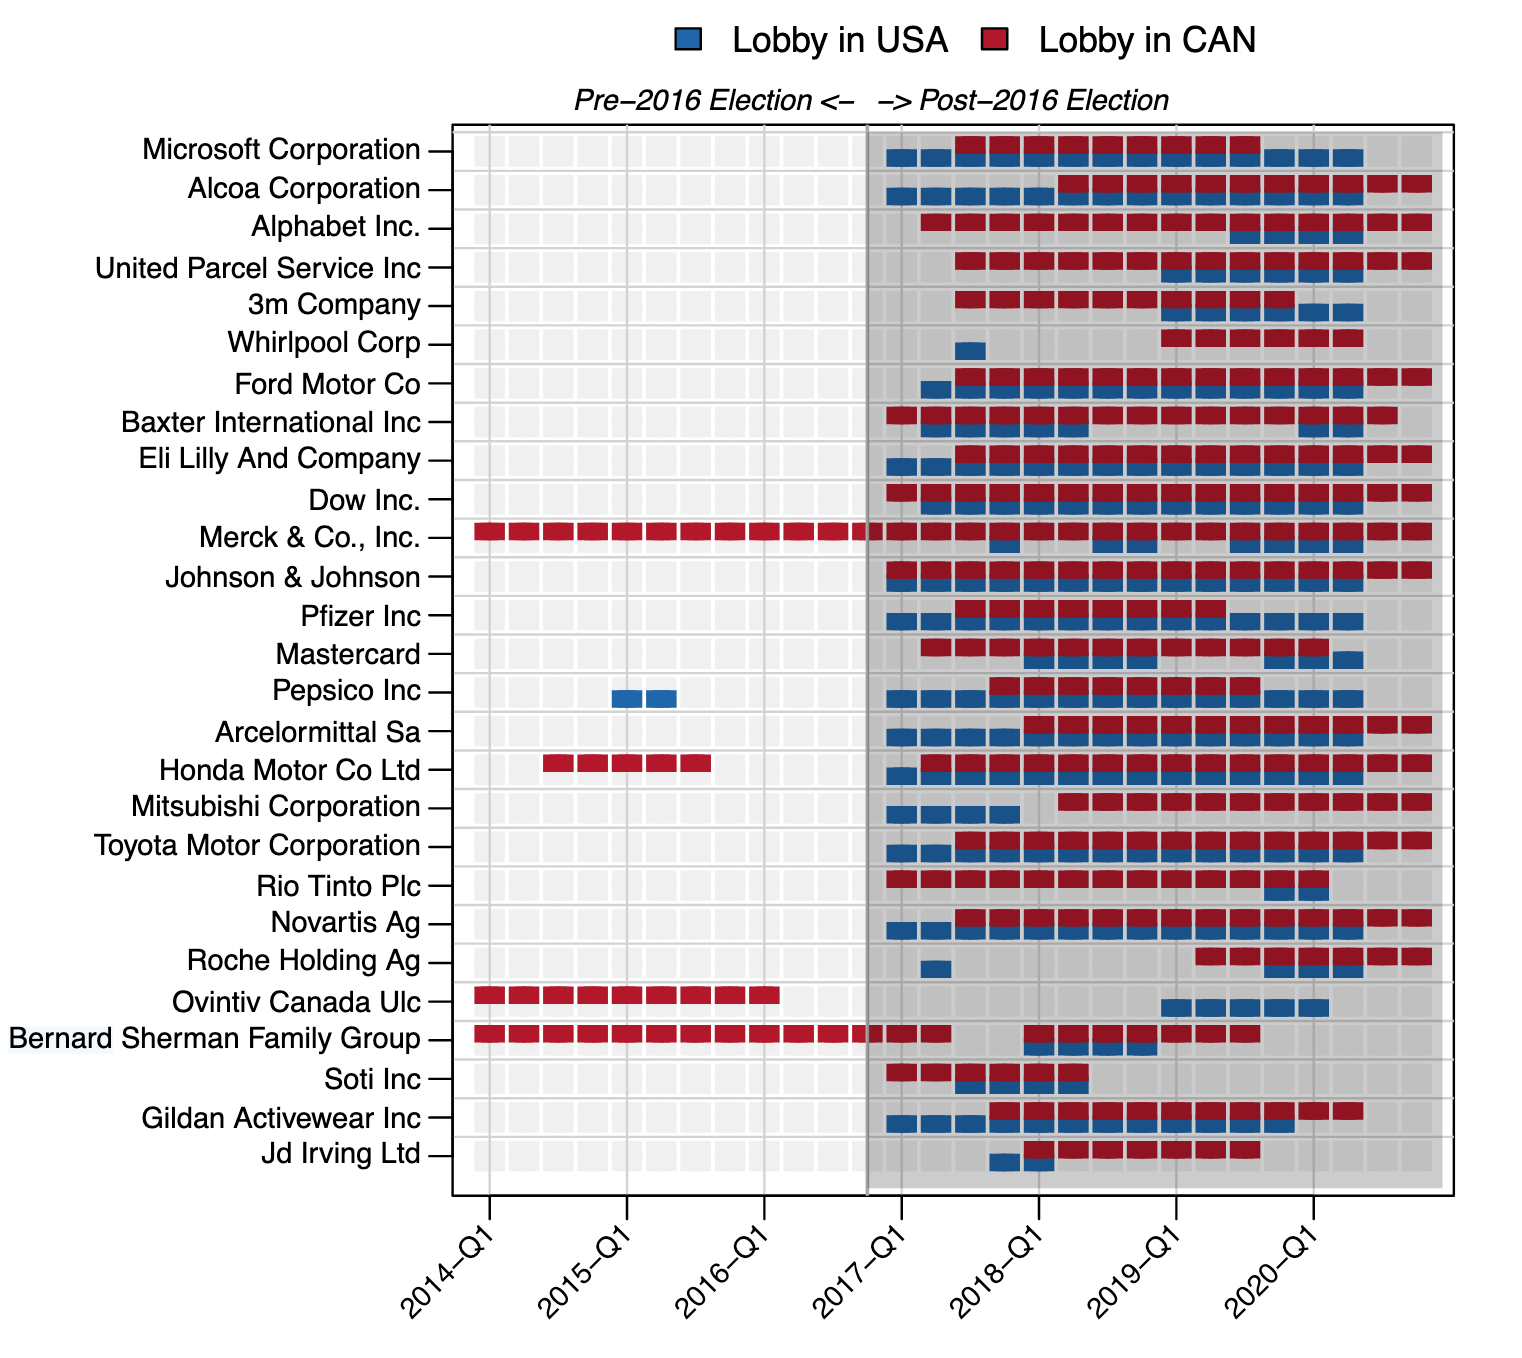 Lobby in USA Lobby in CAN
Pre−2016 Election <− −> Post−2016 Election
Microsoft Corporation
Alcoa Corporation
Alphabet Inc.
United Parcel Service Inc
3m Company
Whirlpool Corp
Ford Motor Co
Baxter International Inc
Eli Lilly And Company
Dow Inc.
Merck & Co., Inc.
Johnson & Johnson
Pfizer Inc
Mastercard
Pepsico Inc
Arcelormittal Sa
Honda Motor Co Ltd
Mitsubishi Corporation
Toyota Motor Corporation
Rio Tinto Plc
Novartis Ag
Roche Holding Ag
Ovintiv Canada Ulc
Bernard Sherman Family Group
Soti Inc
Gildan Activewear Inc
Jd Irving Ltd
2014−Q1 2015−Q1 2016−Q1 2017−Q1 2018−Q1 2019−Q1 2020−Q1